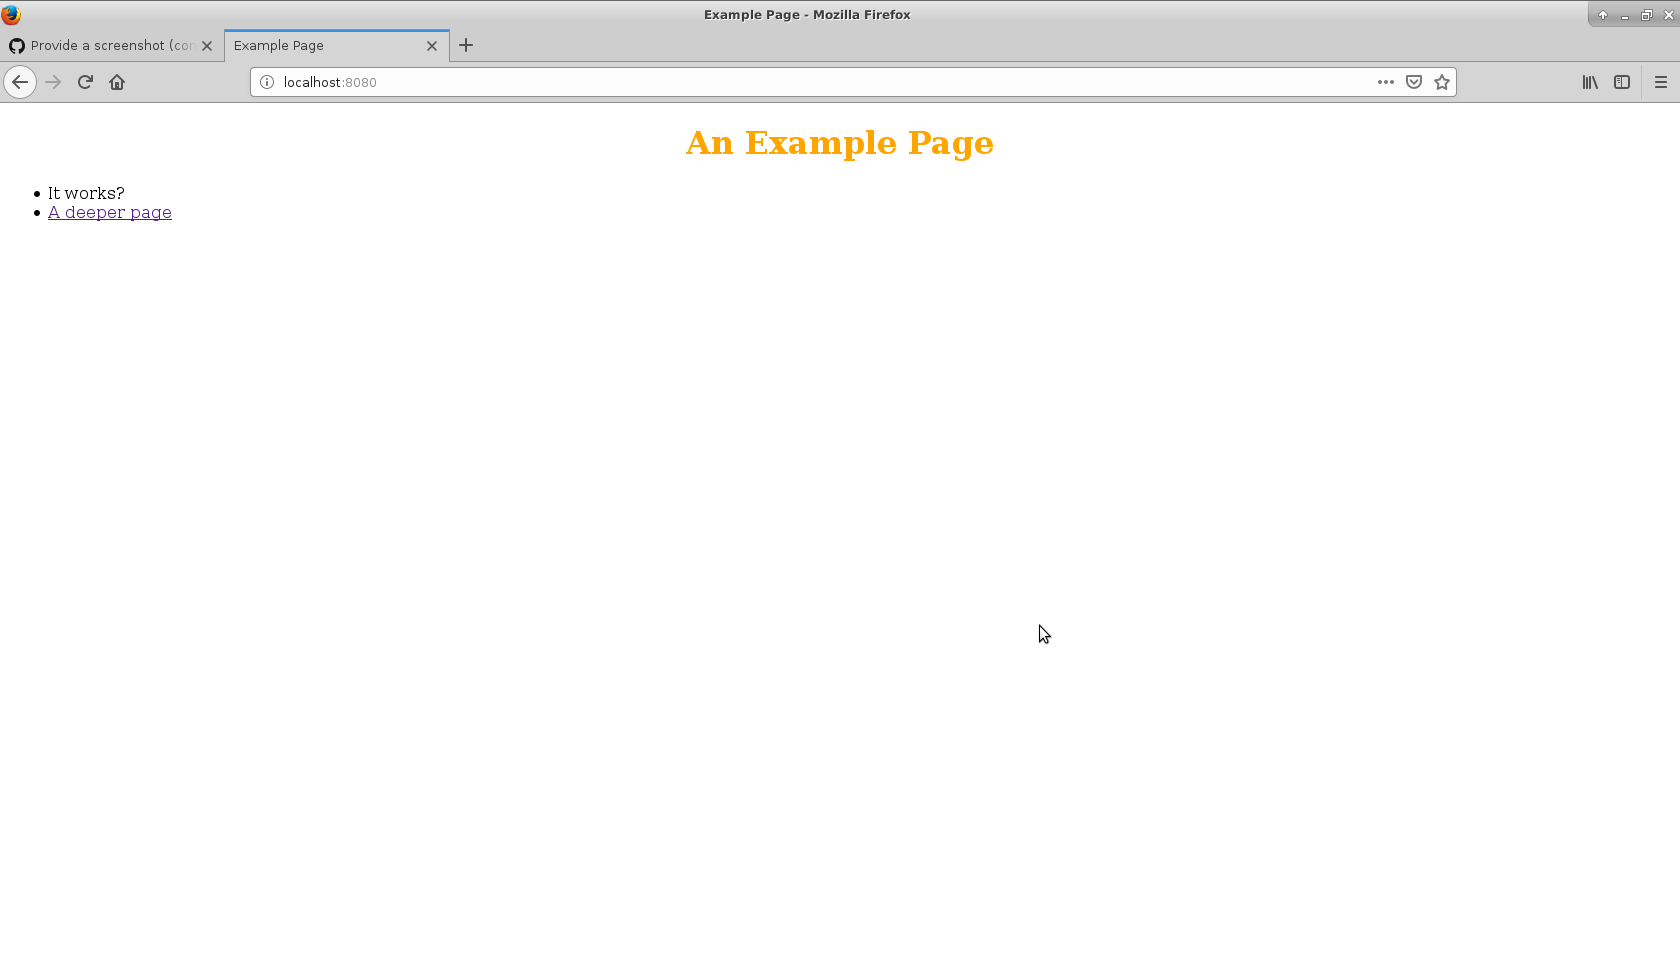 Example Page - Mozilla Firefox
Provide a screenshot (cor
Example Page
localhost:8080
An Example Page
It works?
A deeper page